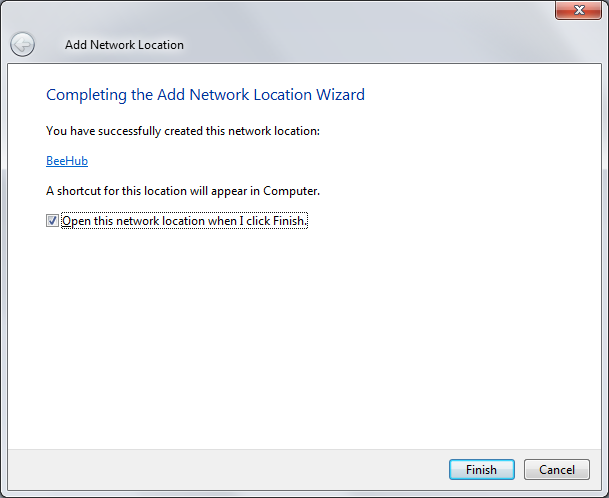 Add Network Location
Completing the Add Network Location Wizard
You have successfully created this network location:
BeeHub
A shortcut for this location will appear in Computer.
Open this network location when I click Finish.
Finish
Cancel